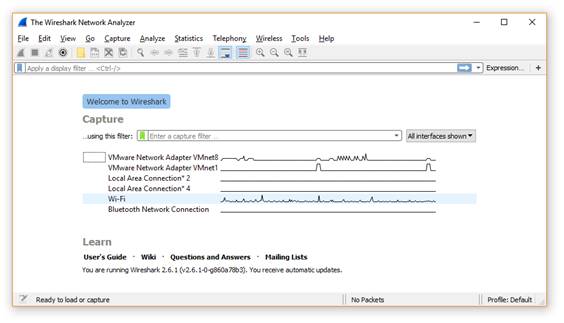 The Wireshark Network Analyzer
File Edit View Go Capture Analyze Statistics Telephony Wireless Tools Help
Apply a display filter ... <Ctrl-/> Expression... +
Welcome to Wireshark
Capture
...using this filter: Enter a capture filter ... All interfaces shown
VMware Network Adapter VMnet8
VMware Network Adapter VMnet1
Local Area Connection* 2
Local Area Connection* 4
Wi-Fi
Bluetooth Network Connection
Learn
User's Guide · Wiki · Questions and Answers · Mailing Lists
You are running Wireshark 2.6.1 (v2.6.1-0-g860a78b3). You receive automatic updates.
Ready to load or capture No Packets Profile: Default